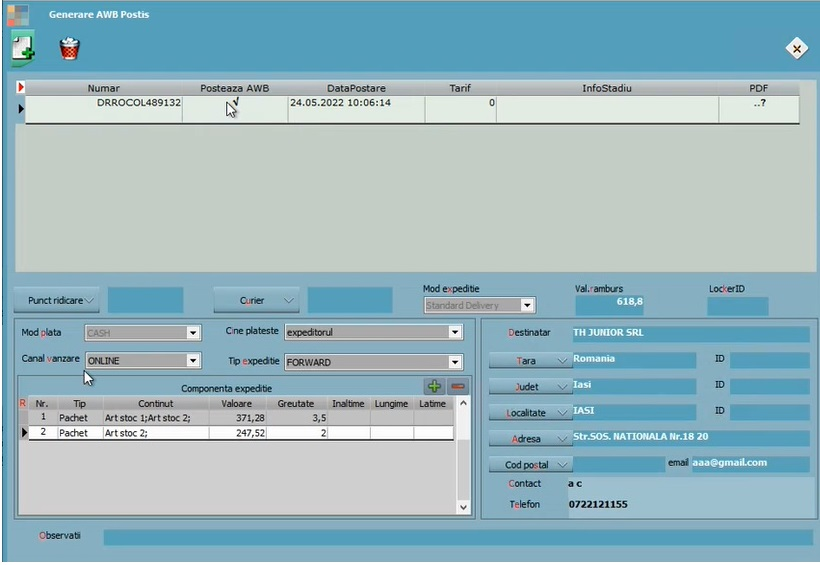 Generare AWB Postis
Numar Posteaza AWB DataPostare Tarif InfoStadiu PDF
DRROCOL489132 √ 24.05.2022 10:06:14 0 ..?
Punct ridicare Curier Mod expeditie Val.ramburs LockerID
Standard Delivery 618,8
Mod plata CASH Cine plateste expeditorul
Canal vanzare ONLINE Tip expeditie FORWARD
Componenta expeditie
R Nr. Tip Continut Valoare Greutate Inaltime Lungime Latime
1 Pachet Art stoc 1;Art stoc 2; 371,28 3,5
2 Pachet Art stoc 2; 247,52 2
Destinatar TH JUNIOR SRL
Tara Romania ID
Judet Iasi ID
Localitate IASI ID
Adresa Str.SOS. NATIONALA Nr.18 20
Cod postal email aaa@gmail.com
Contact a c
Telefon 0722121155
Observatii